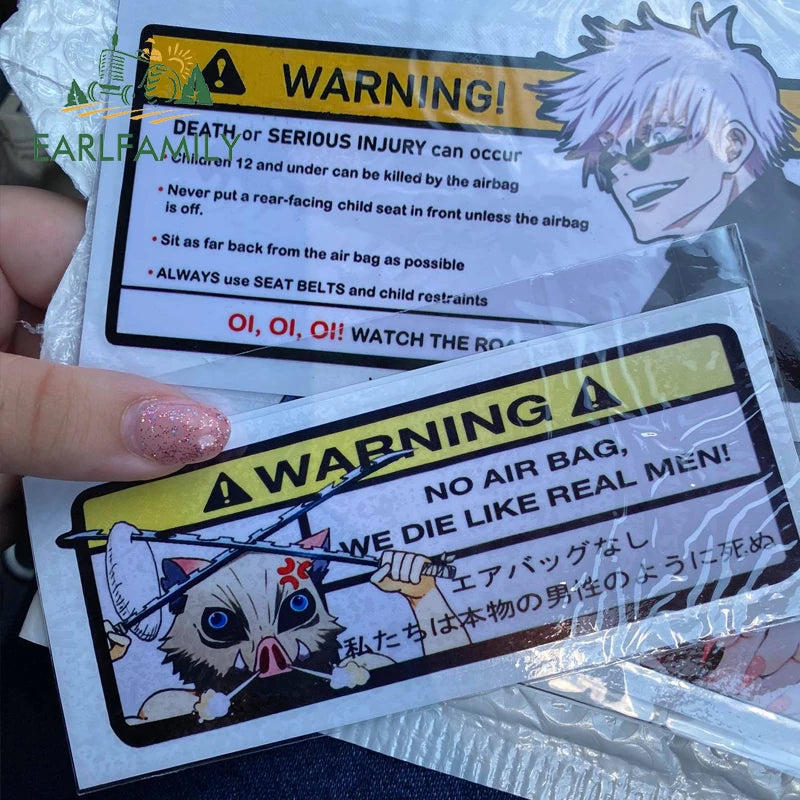 EARLFAMILY
WARNING!
DEATH or SERIOUS INJURY can occur
• Children 12 and under can be killed by the airbag
• Never put a rear-facing child seat in front unless the airbag
is off.
• Sit as far back from the air bag as possible
• ALWAYS use SEAT BELTS and child restraints
OI, OI, OI! WATCH THE
WARNING
NO AIR BAG,
WE DIE LIKE REAL MEN!
エアバッグなし
私たちは本物の男性のように死ぬ